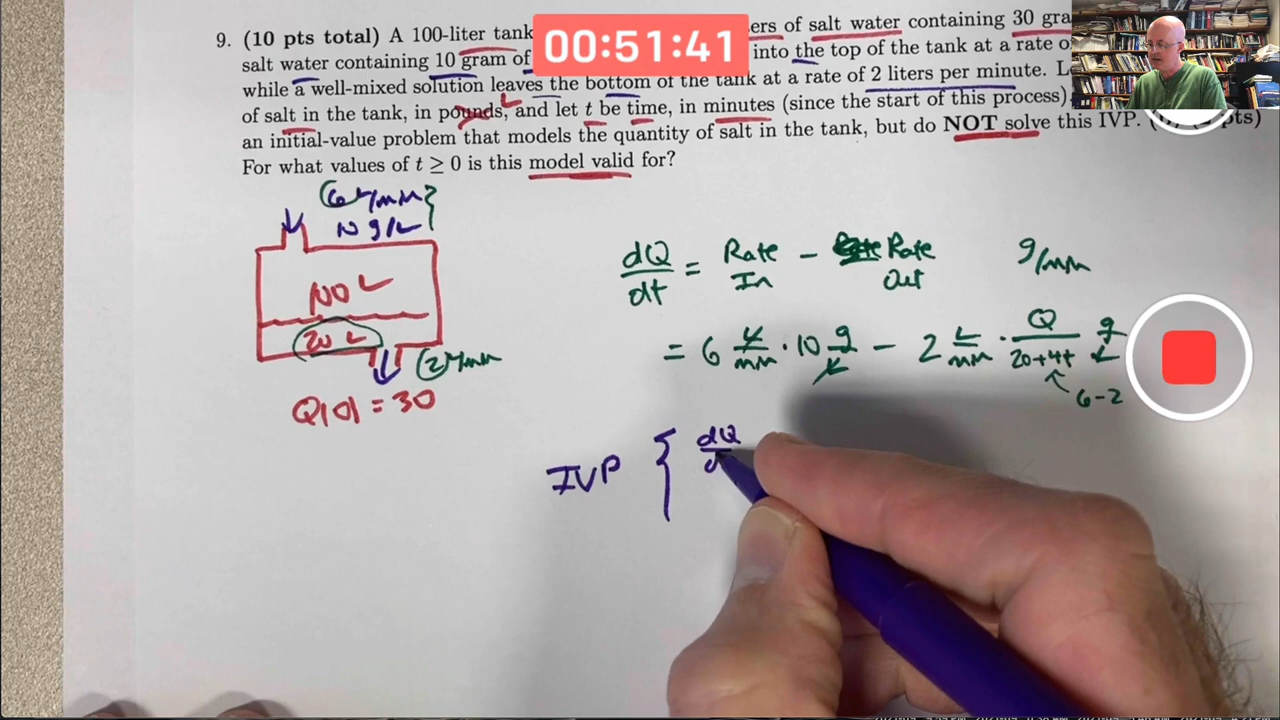 9. (10 pts total) A 100-liter tank
00:51:41
ers of salt water containing 30 gra
salt water containing 10 gram of
into the top of the tank at a rate o
while a well-mixed solution leaves the bottom of the tank at a rate of 2 liters per minute. L
of salt in the tank, in pounds, and let t be time, in minutes (since the start of this process)
an initial-value problem that models the quantity of salt in the tank, but do NOT solve this IVP. pts)
For what values of t ≥ 0 is this model valid for?
6 L/min
10 g/L
100 L
20 L
2 L/min
Q(0) = 30
dQ/dt = Rate In − Rate Out
g/min
= 6 L/min · 10 g/L − 2 L/min · Q/20+4t g/L
6-2
IVP { dQ